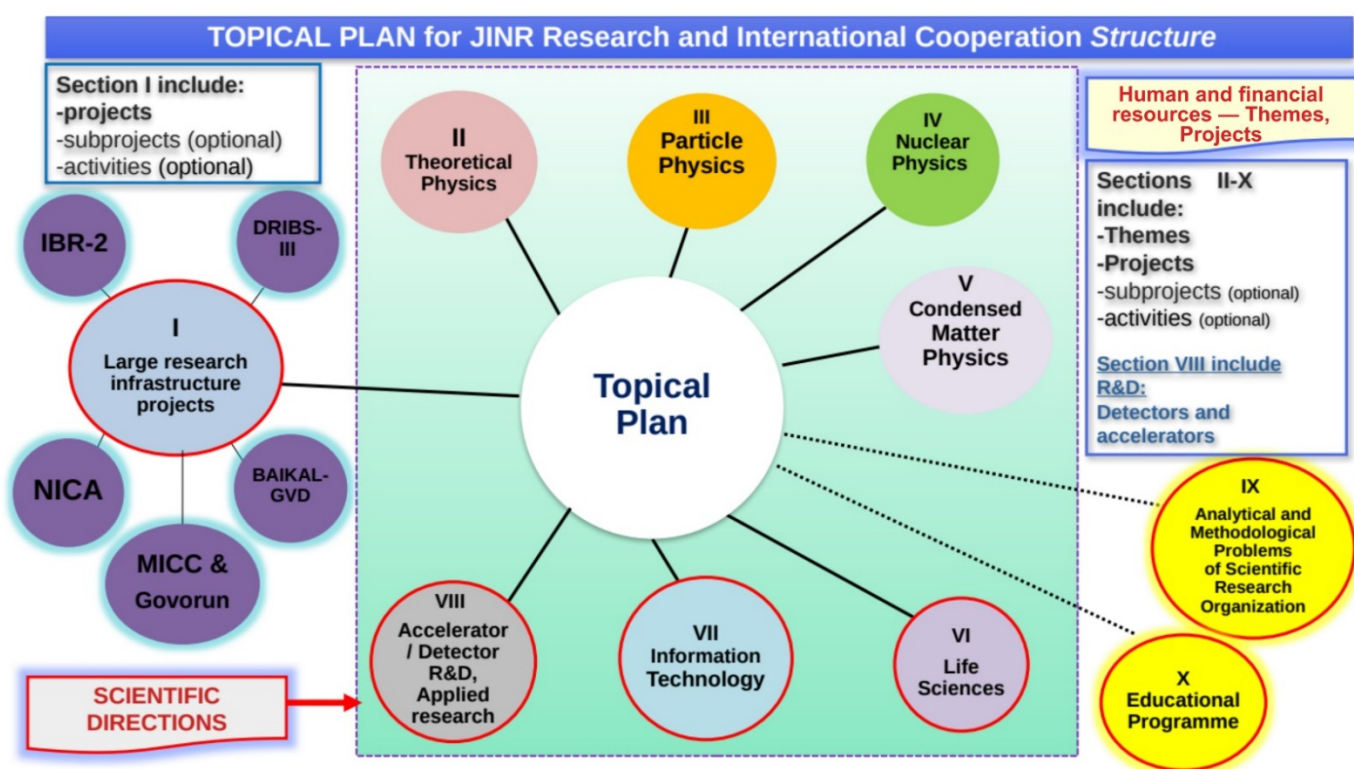 TOPICAL PLAN for JINR Research and International Cooperation Structure
Section I include:
-projects
-subprojects (optional)
-activities (optional)
IBR-2
DRIBS-
III
I
Large research
infrastructure
projects
NICA
BAIKAL-
GVD
MICC &
Govorun
SCIENTIFIC
DIRECTIONS
II
Theoretical
Physics
III
Particle
Physics
IV
Nuclear
Physics
V
Condensed
Matter
Physics
Topical
Plan
VIII
Accelerator
/ Detector
R&D,
Applied
research
VII
Information
Technology
VI
Life
Sciences
Human and financial
resources — Themes,
Projects
Sections II-X
include:
-Themes
-Projects
-subprojects (optional)
-activities (optional)
Section VIII include
R&D:
Detectors and
accelerators
IX
Analytical and
Methodological
Problems
of Scientific
Research
Organization
X
Educational
Programme